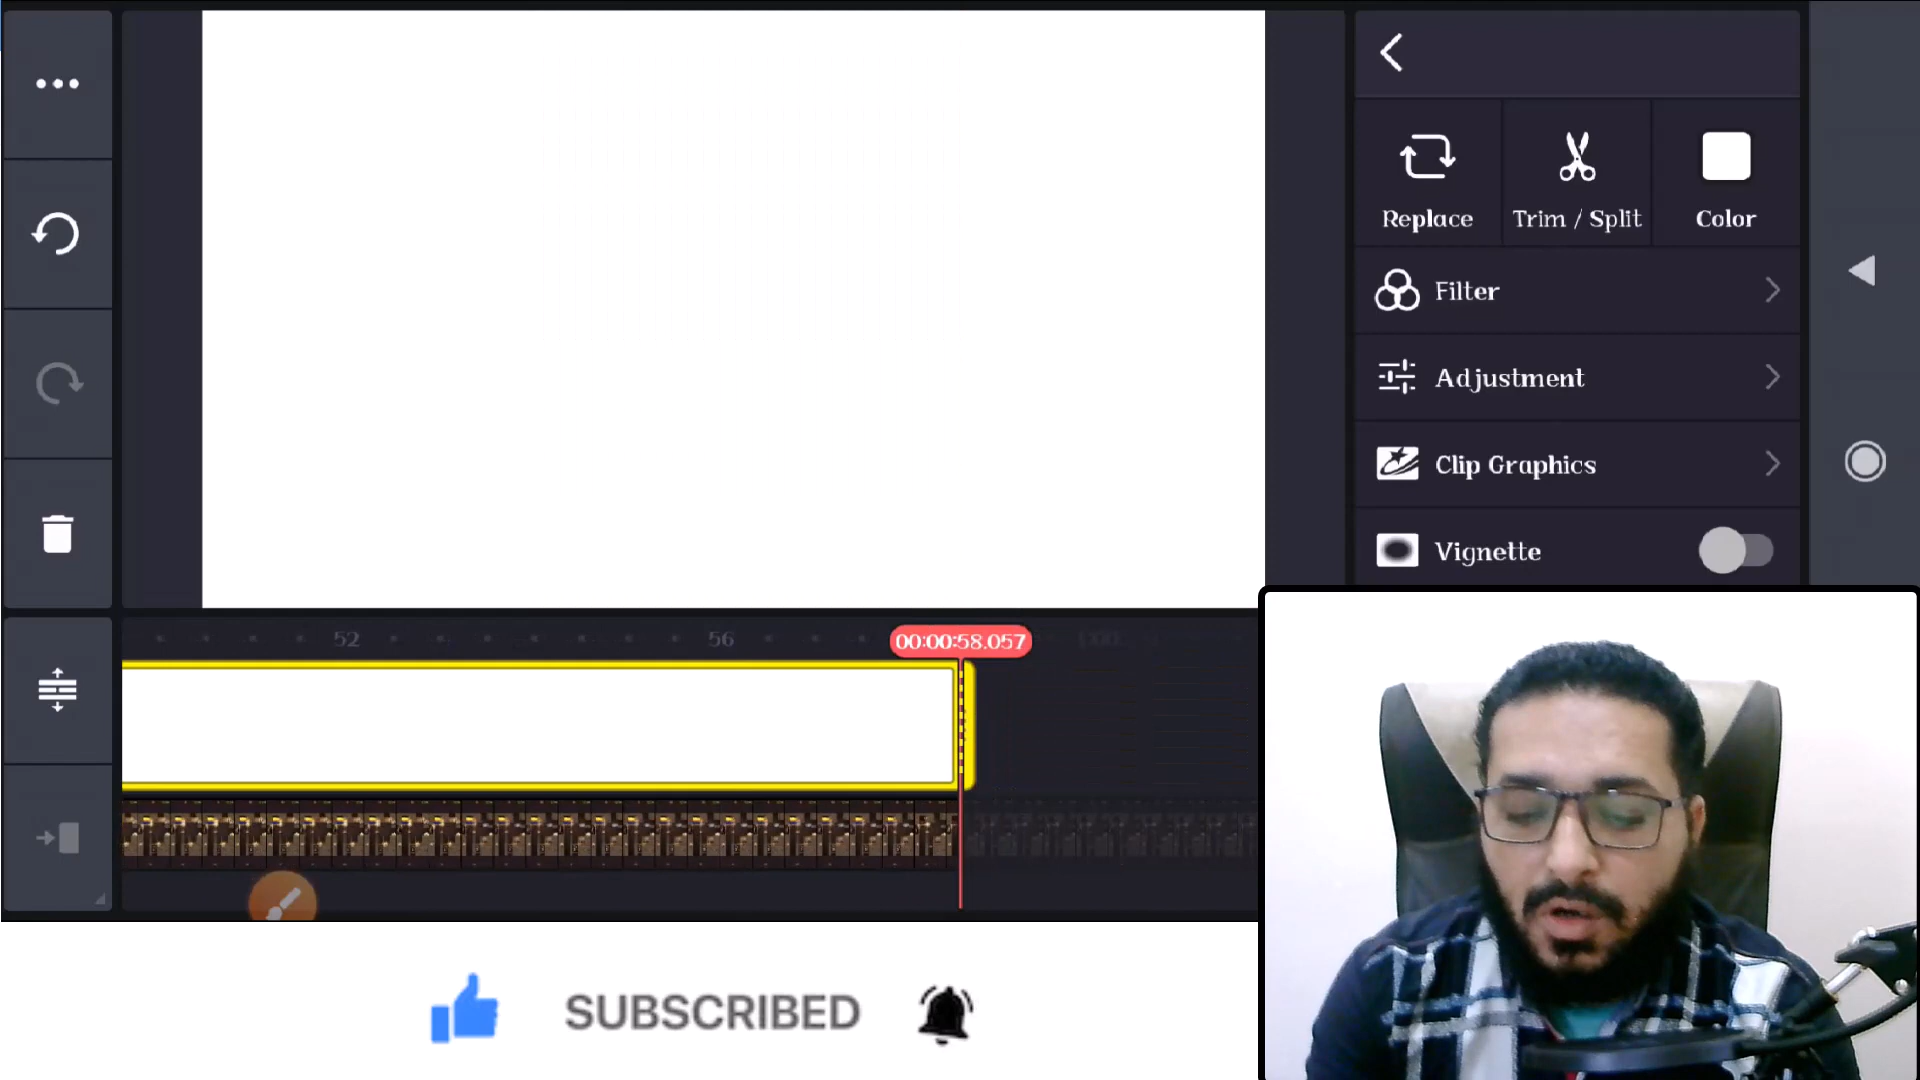 Replace
Trim / Split
Color
Filter
Adjustment
Clip Graphics
Vignette
52
56
00:00:58.057
SUBSCRIBED